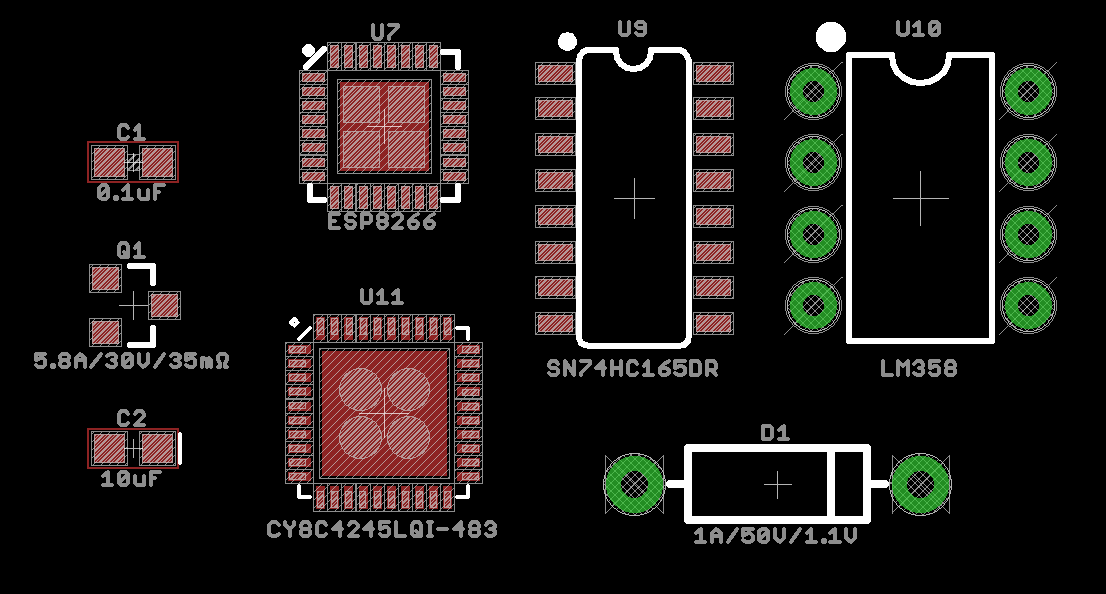 C1
0.1uF
Q1
5.8A/30V/35mΩ
C2
10uF
U7
ESP8266
U11
CY8C4245LQI-483
U9
SN74HC165DR
U10
LM358
D1
1A/50V/1.1V